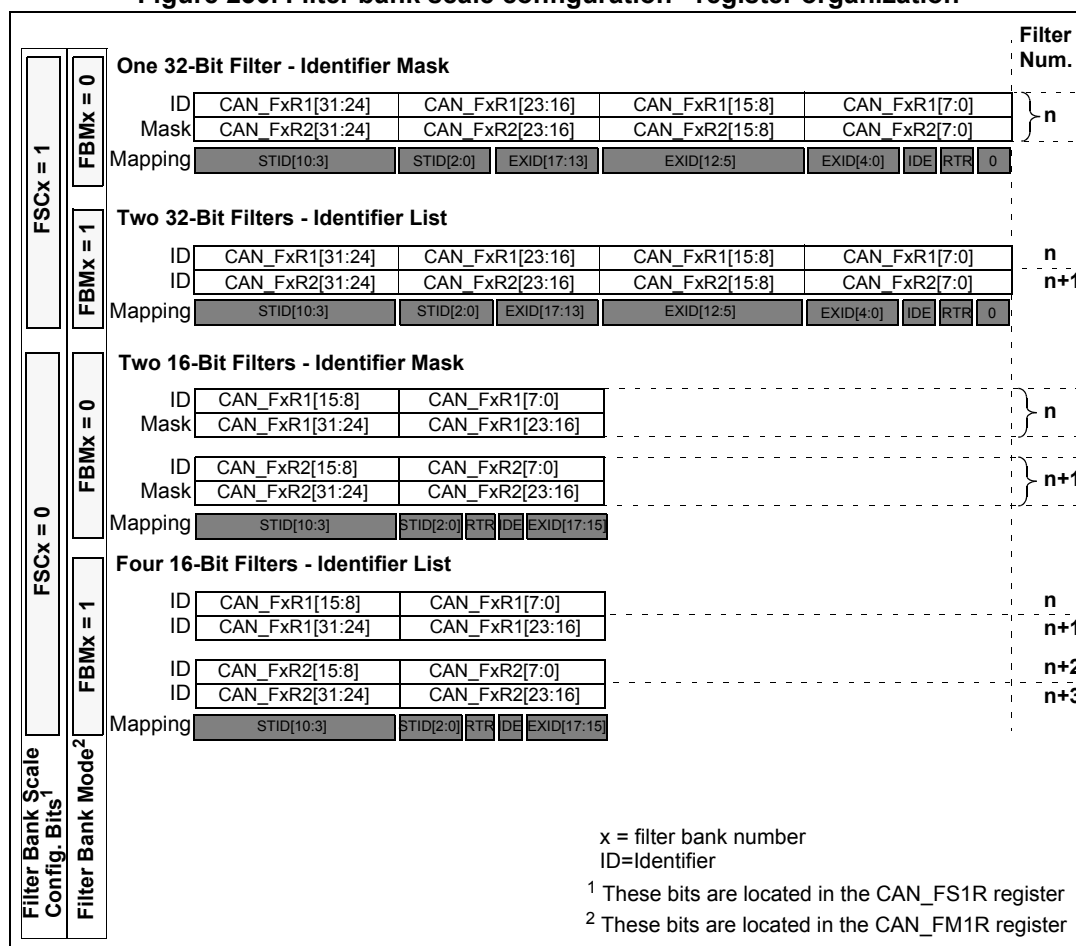 Filter
Num.
One 32-Bit Filter - Identifier Mask
FSCx = 1
FBMx = 0
ID CAN_FxR1[31:24] CAN_FxR1[23:16] CAN_FxR1[15:8] CAN_FxR1[7:0] n
Mask CAN_FxR2[31:24] CAN_FxR2[23:16] CAN_FxR2[15:8] CAN_FxR2[7:0]
Mapping STID[10:3] STID[2:0] EXID[17:13] EXID[12:5] EXID[4:0] IDE RTR 0
FBMx = 1
Two 32-Bit Filters - Identifier List
ID CAN_FxR1[31:24] CAN_FxR1[23:16] CAN_FxR1[15:8] CAN_FxR1[7:0] n
ID CAN_FxR2[31:24] CAN_FxR2[23:16] CAN_FxR2[15:8] CAN_FxR2[7:0] n+1
Mapping STID[10:3] STID[2:0] EXID[17:13] EXID[12:5] EXID[4:0] IDE RTR 0
FSCx = 0
FBMx = 0
Two 16-Bit Filters - Identifier Mask
ID CAN_FxR1[15:8] CAN_FxR1[7:0] n
Mask CAN_FxR1[31:24] CAN_FxR1[23:16]
ID CAN_FxR2[15:8] CAN_FxR2[7:0] n+1
Mask CAN_FxR2[31:24] CAN_FxR2[23:16]
Mapping STID[10:3] STID[2:0] RTR IDE EXID[17:15]
FBMx = 1
Four 16-Bit Filters - Identifier List
ID CAN_FxR1[15:8] CAN_FxR1[7:0] n
ID CAN_FxR1[31:24] CAN_FxR1[23:16] n+1
ID CAN_FxR2[15:8] CAN_FxR2[7:0] n+2
ID CAN_FxR2[31:24] CAN_FxR2[23:16] n+3
Mapping STID[10:3] STID[2:0] RTR IDE EXID[17:15]
Filter Bank Scale
Config. Bits1
Filter Bank Mode2
x = filter bank number
ID=Identifier
1 These bits are located in the CAN_FS1R register
2 These bits are located in the CAN_FM1R register